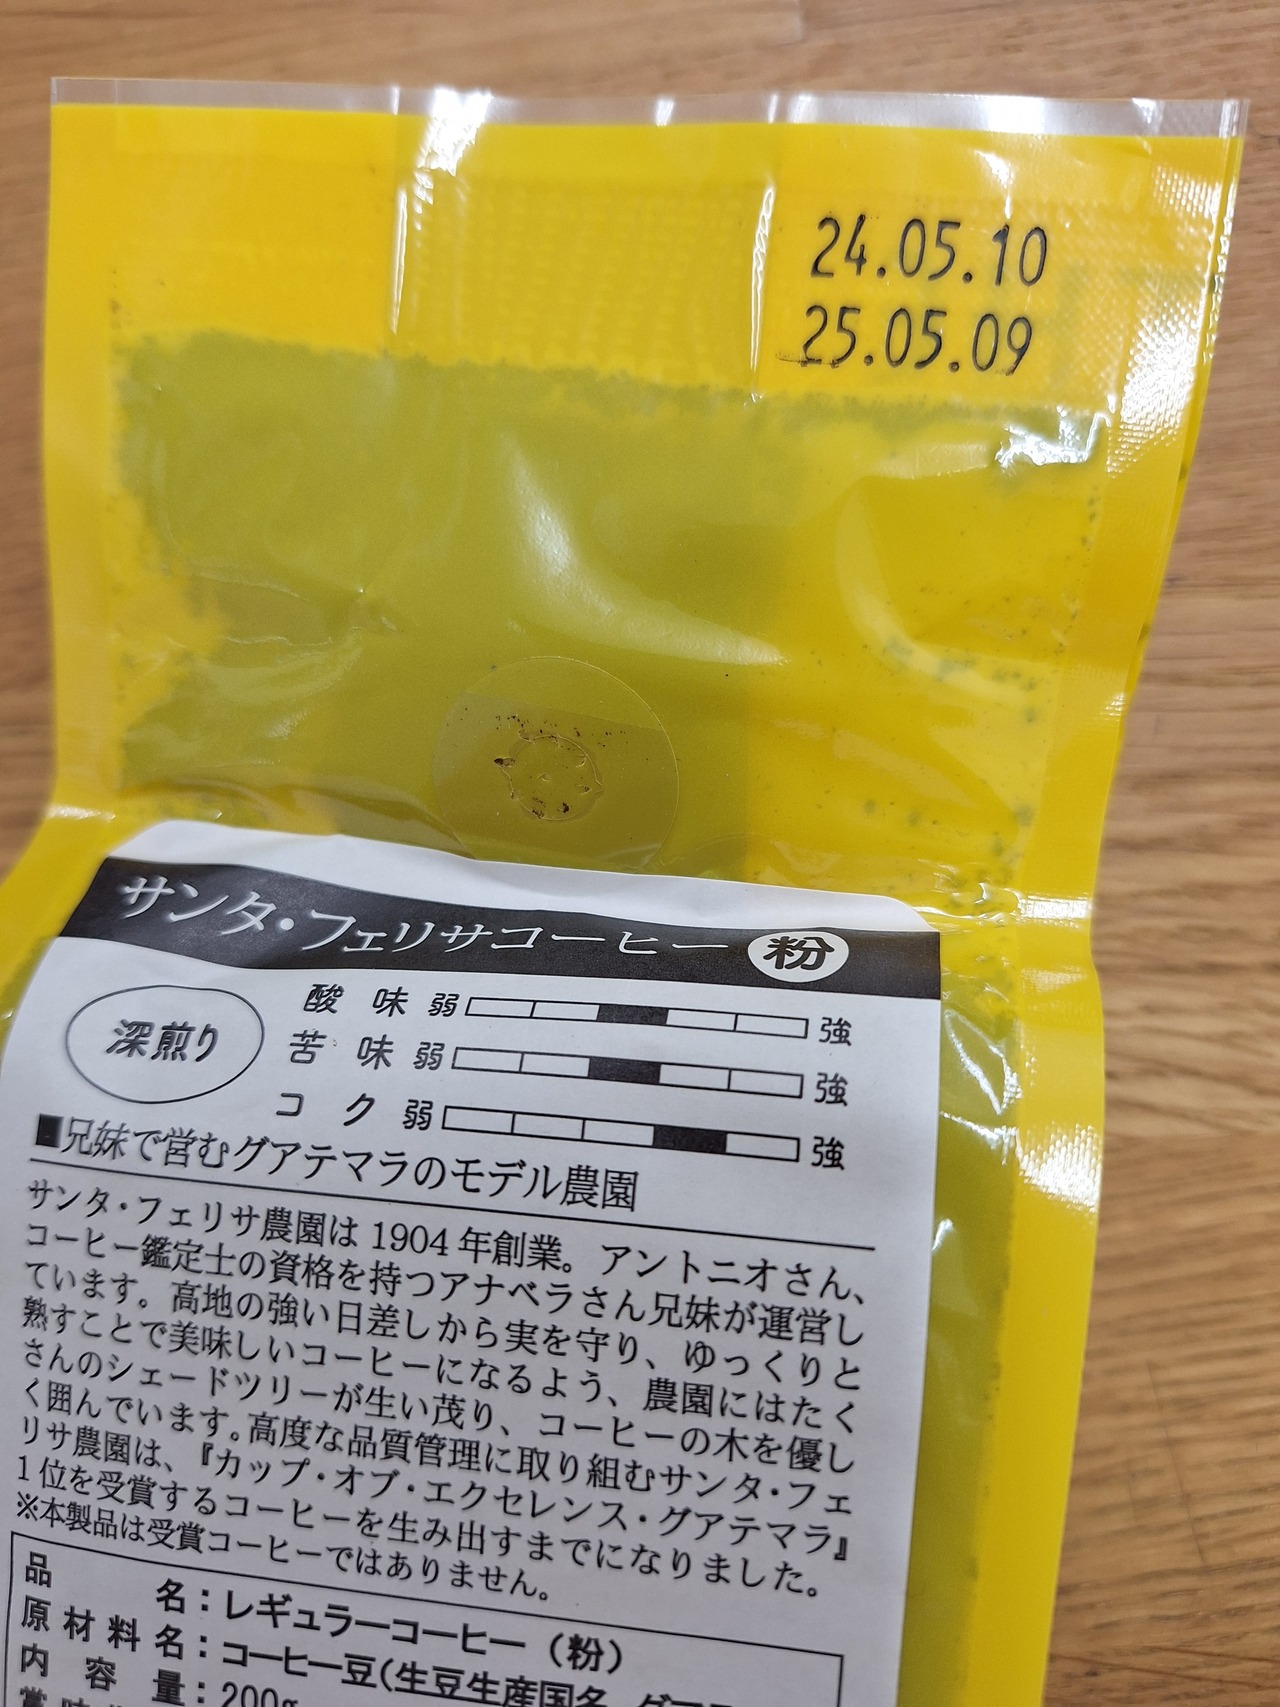 24.05.10
25.05.09
サンタ・フェリサコーヒー 粉
深煎り
酸味 弱 強
苦味 弱 強
コク 弱 強
■兄妹で営むグアテマラのモデル農園
サンタ・フェリサ農園は1904年創業。アントニオさん、
コーヒー鑑定士の資格を持つアナベラさん兄妹が運営し
ています。高地の強い日差しから実を守り、ゆっくりと
熟すことで美味しいコーヒーになるよう、農園にはたく
さんのシェードツリーが生い茂り、コーヒーの木を優し
く囲んでいます。高度な品質管理に取り組むサンタ・フェ
リサ農園は、『カップ・オブ・エクセレンス・グアテマラ』
1位を受賞するコーヒーを生み出すまでになりました。
※本製品は受賞コーヒーではありません。
品名：レギュラーコーヒー（粉）
原材料名：コーヒー豆(生豆生産国名
内容量：200g